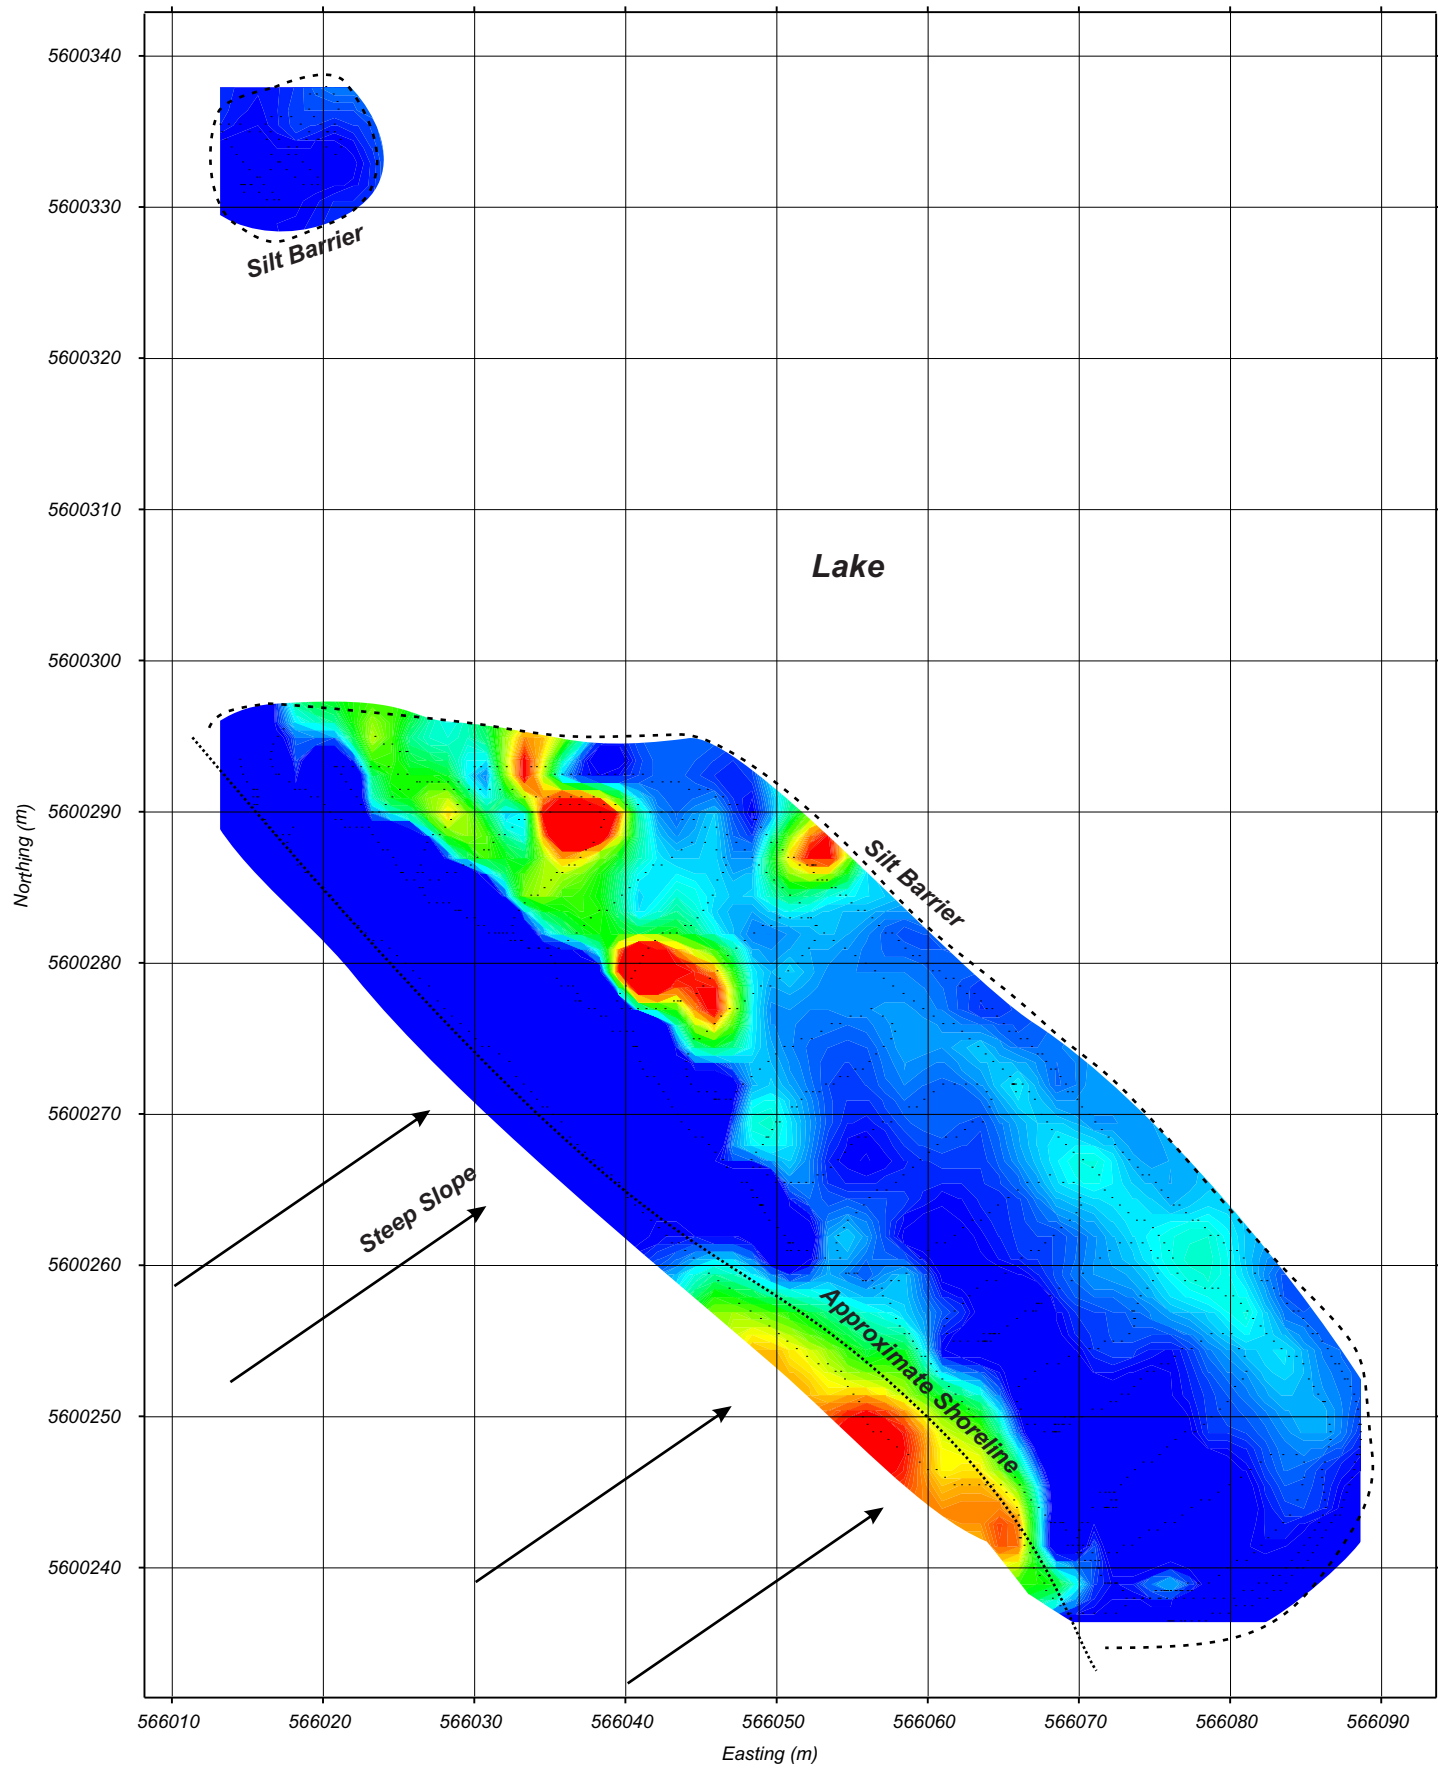 5600340
5600330
Silt Barrier
5600320
5600310
Lake
5600300
5600290
Silt Barrier
Northing (m)
5600280
5600270
Steep Slope
5600260
Approximate Shoreline
5600250
5600240
566010 566020 566030 566040 566050 566060 566070 566080 566090
Easting (m)